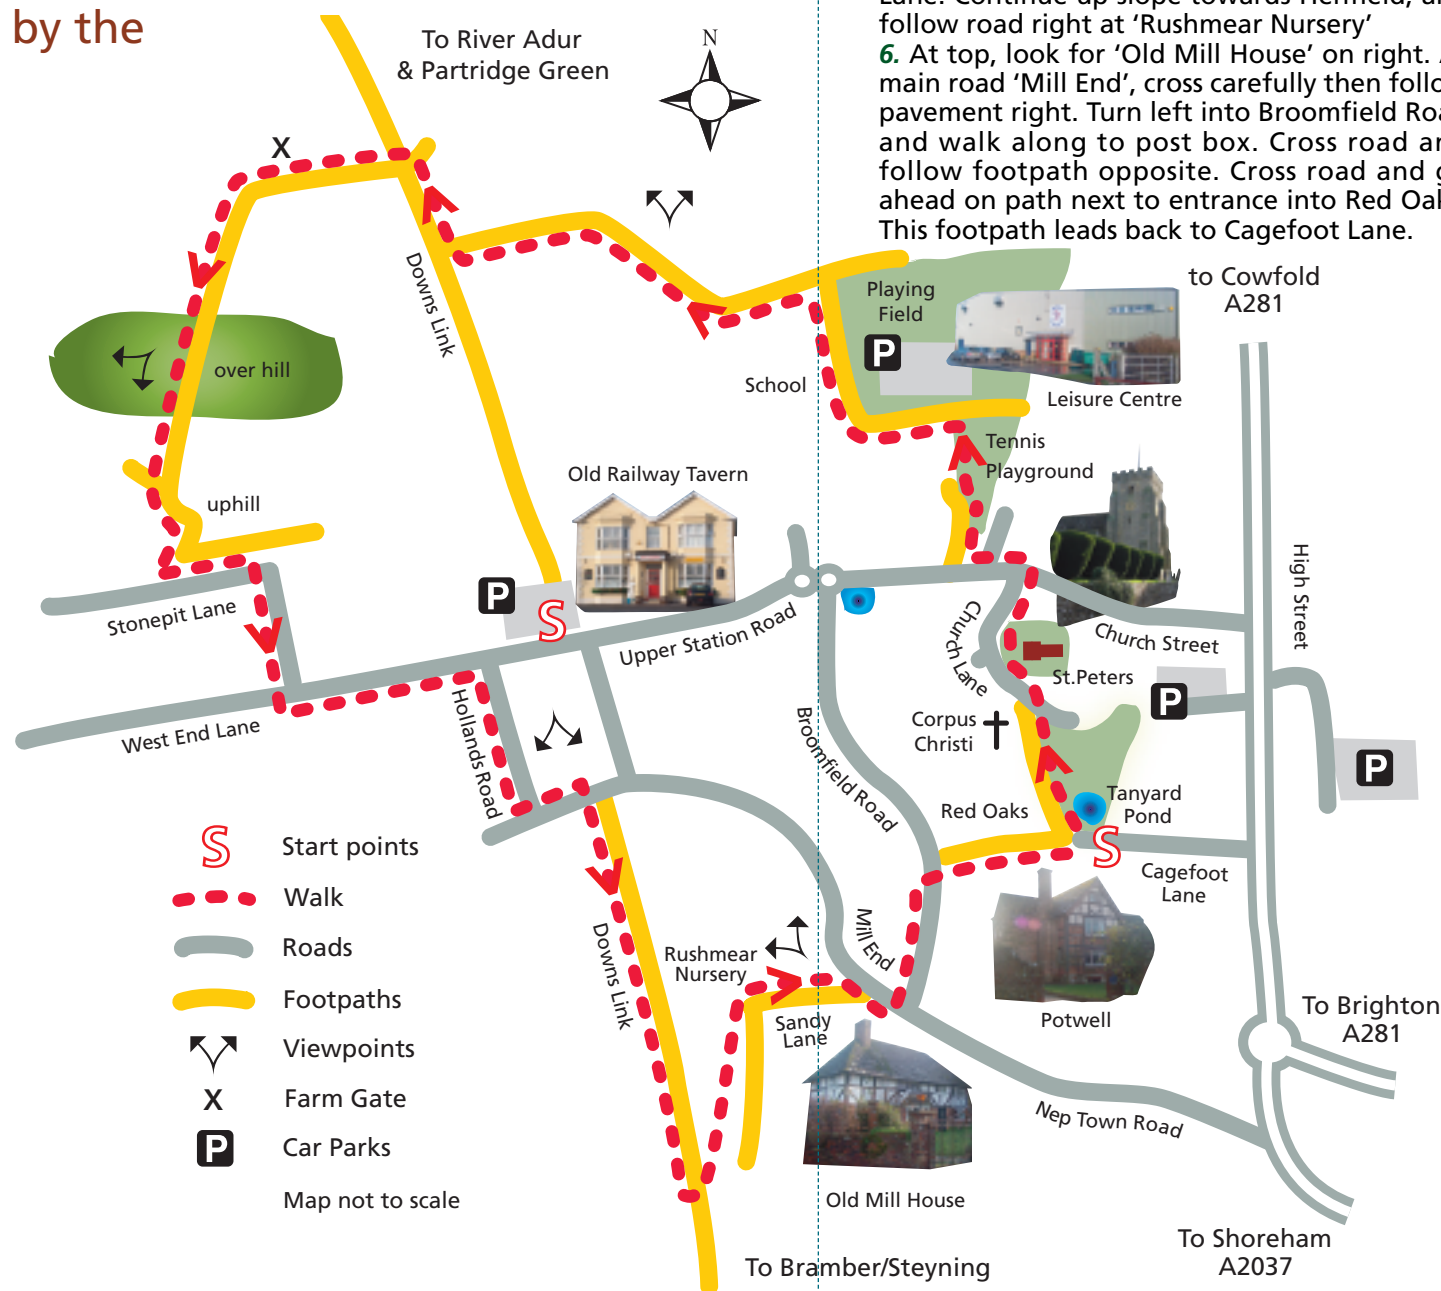 by the
Lane. Continue up slope towards Henfield, 
follow road right at ‘Rushmear Nursery’
6. At top, look for ‘Old Mill House’ on right.
main road ‘Mill End’, cross carefully then
pavement right. Turn left into Broomfield
and walk along to post box. Cross road
follow footpath opposite. Cross road and
ahead on path next to entrance into Red
This footpath leads back to Cagefoot Lane.
To River Adur
& Partridge Green
N
X
Downs Link
over hill
uphill
School
Playing
Field
P
Leisure Centre
to Cowfold
A281
Tennis
Playground
Old Railway Tavern
P
S
Stonepit Lane
West End Lane
Upper Station Road
Hollands Road
Church Lane
Church Street
High Street
St.Peters
P
Corpus
Christi
P
Broomfield Road
Red Oaks
Tanyard
Pond
S
Cagefoot
Lane
Potwell
Mill End
Rushmear
Nursery
Downs Link
Sandy
Lane
Old Mill House
Nep Town Road
To Brighton
A281
To Shoreham
A2037
To Bramber/Steyning
S Start points
Walk
Roads
Footpaths
Viewpoints
X Farm Gate
P Car Parks
Map not to scale